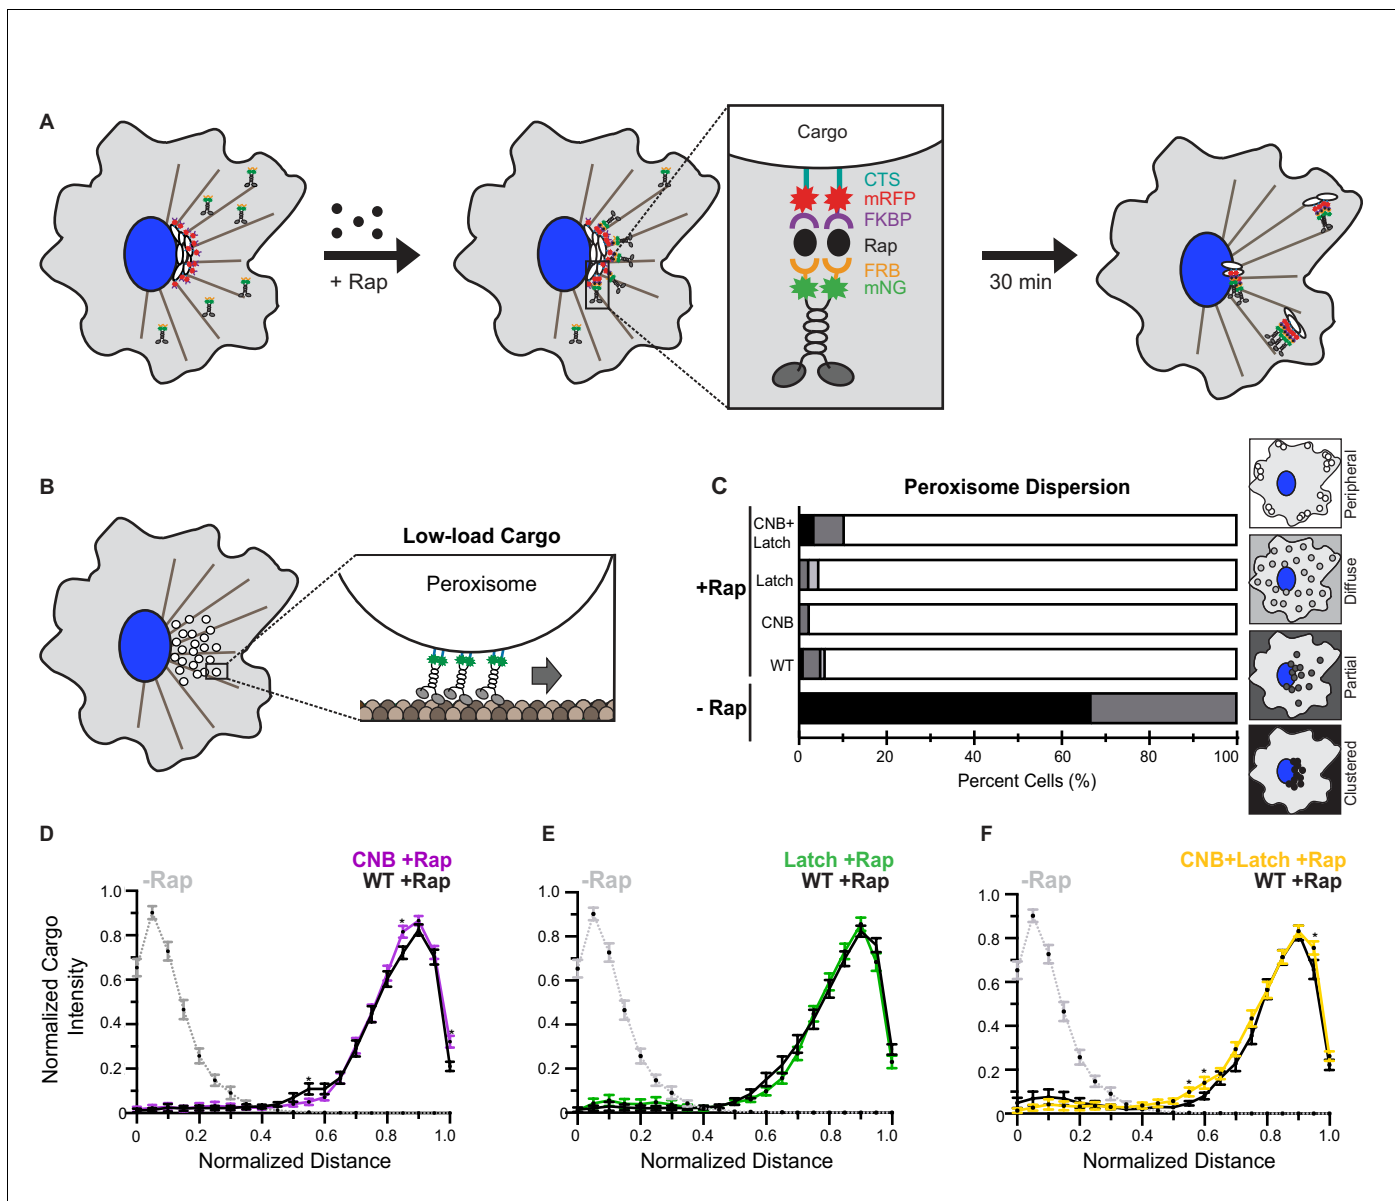 A
+ Rap
Cargo
CTS
mRFP
FKBP
Rap
FRB
mNG
30 min
B
Low-load Cargo
Peroxisome
C
Peroxisome Dispersion
+Rap
CNB+
Latch
Latch
CNB
WT
- Rap
0 20 40 60 80 100
Percent Cells (%)
Peripheral
Diffuse
Partial
Clustered
D
CNB +Rap
WT +Rap
-Rap
Normalized Cargo
Intensity
1.0
0.8
0.6
0.4
0.2
0
0 0.2 0.4 0.6 0.8 1.0
* * *
Normalized Distance
E
Latch +Rap
WT +Rap
-Rap
1.0
0.8
0.6
0.4
0.2
0
0 0.2 0.4 0.6 0.8 1.0
Normalized Distance
F
CNB+Latch +Rap
WT +Rap
-Rap
1.0
0.8
0.6
0.4
0.2
0
0 0.2 0.4 0.6 0.8 1.0
* * *
Normalized Distance